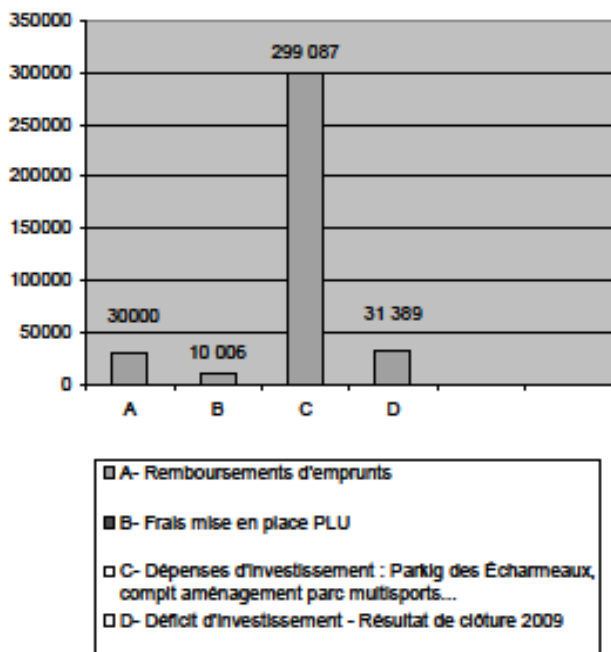 350000
300000
250000
200000
150000
100000
50000
0
299 087
30000
10 006
31 389
A B C D
A- Remboursements d'emprunts
B- Frais mise en place PLU
C- Dépenses d'investissement : Parkig des Écharmeaux,
complt aménagement parc multisports...
D- Déficit d'investissement - Résultat de clôture 2009